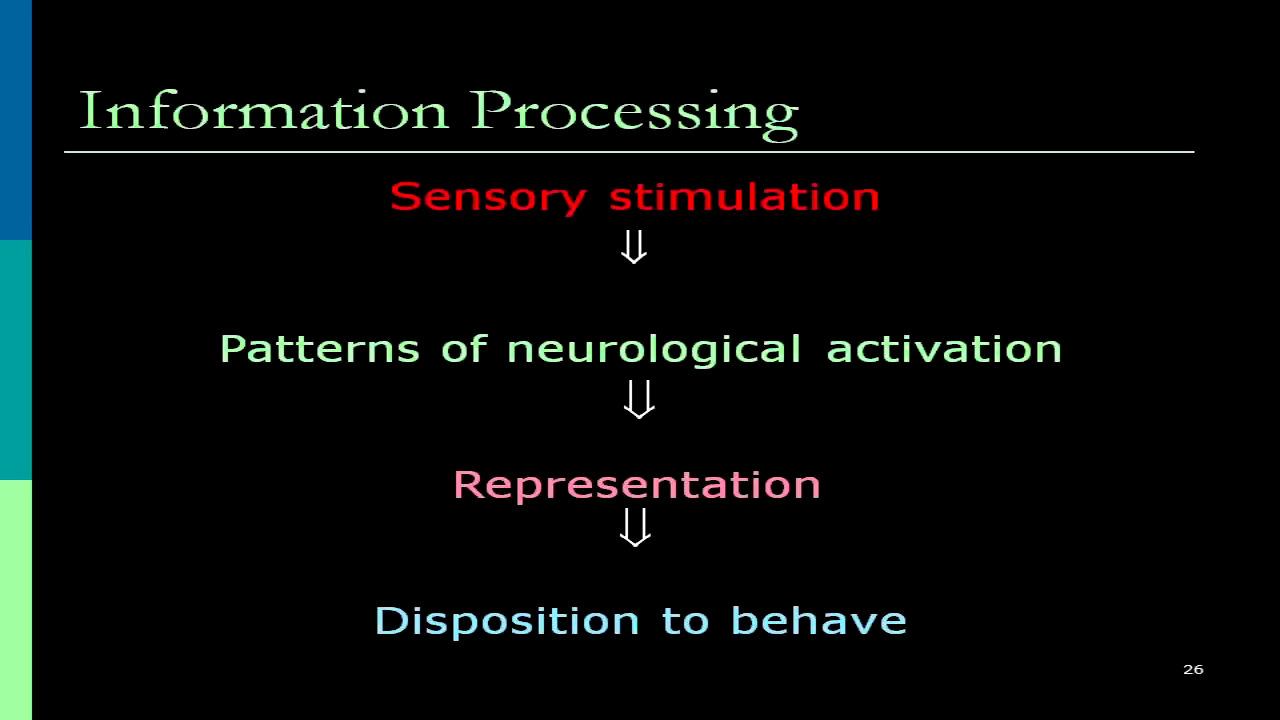 Information Processing
Sensory stimulation
⇓
Patterns of neurological activation
⇓
Representation
⇓
Disposition to behave
26